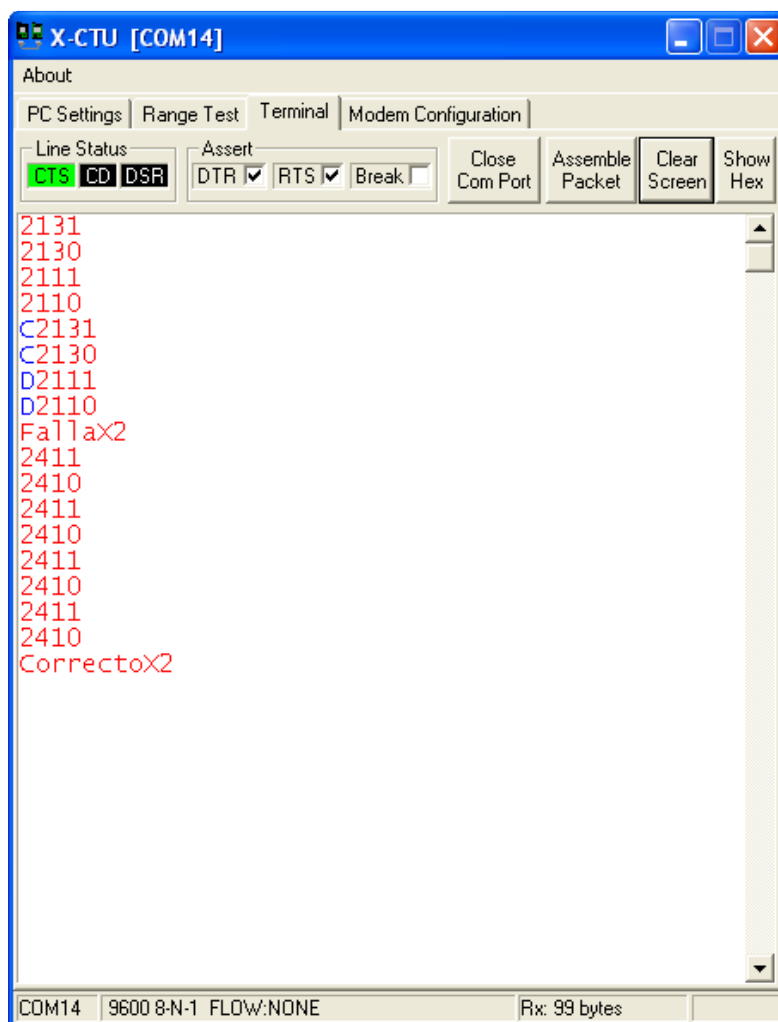 X-CTU [COM14]
About
PC Settings Range Test Terminal Modem Configuration
Line Status Assert
CTS CD DSR DTR RTS Break Close Com Port Assemble Packet Clear Screen Show Hex
2131
2130
2111
2110
C2131
C2130
D2111
D2110
FallaX2
2411
2410
2411
2410
2411
2410
2411
2410
CorrectoX2
COM14 9600 8-N-1 FLOW:NONE Rx: 99 bytes